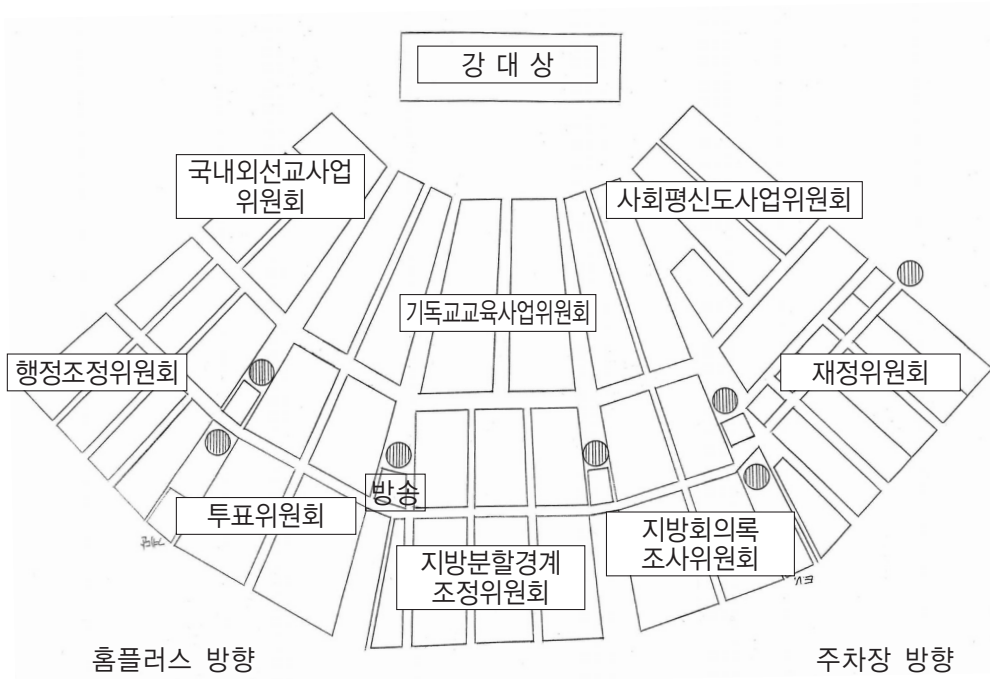 강 대 상
국내외선교사업
위원회
사회평신도사업위원회
기독교교육사업위원회
행정조정위원회
재정위원회
방송
투표위원회
지방회의록
조사위원회
지방분할경계
조정위원회
E.V.
홈플러스 방향
주차장 방향